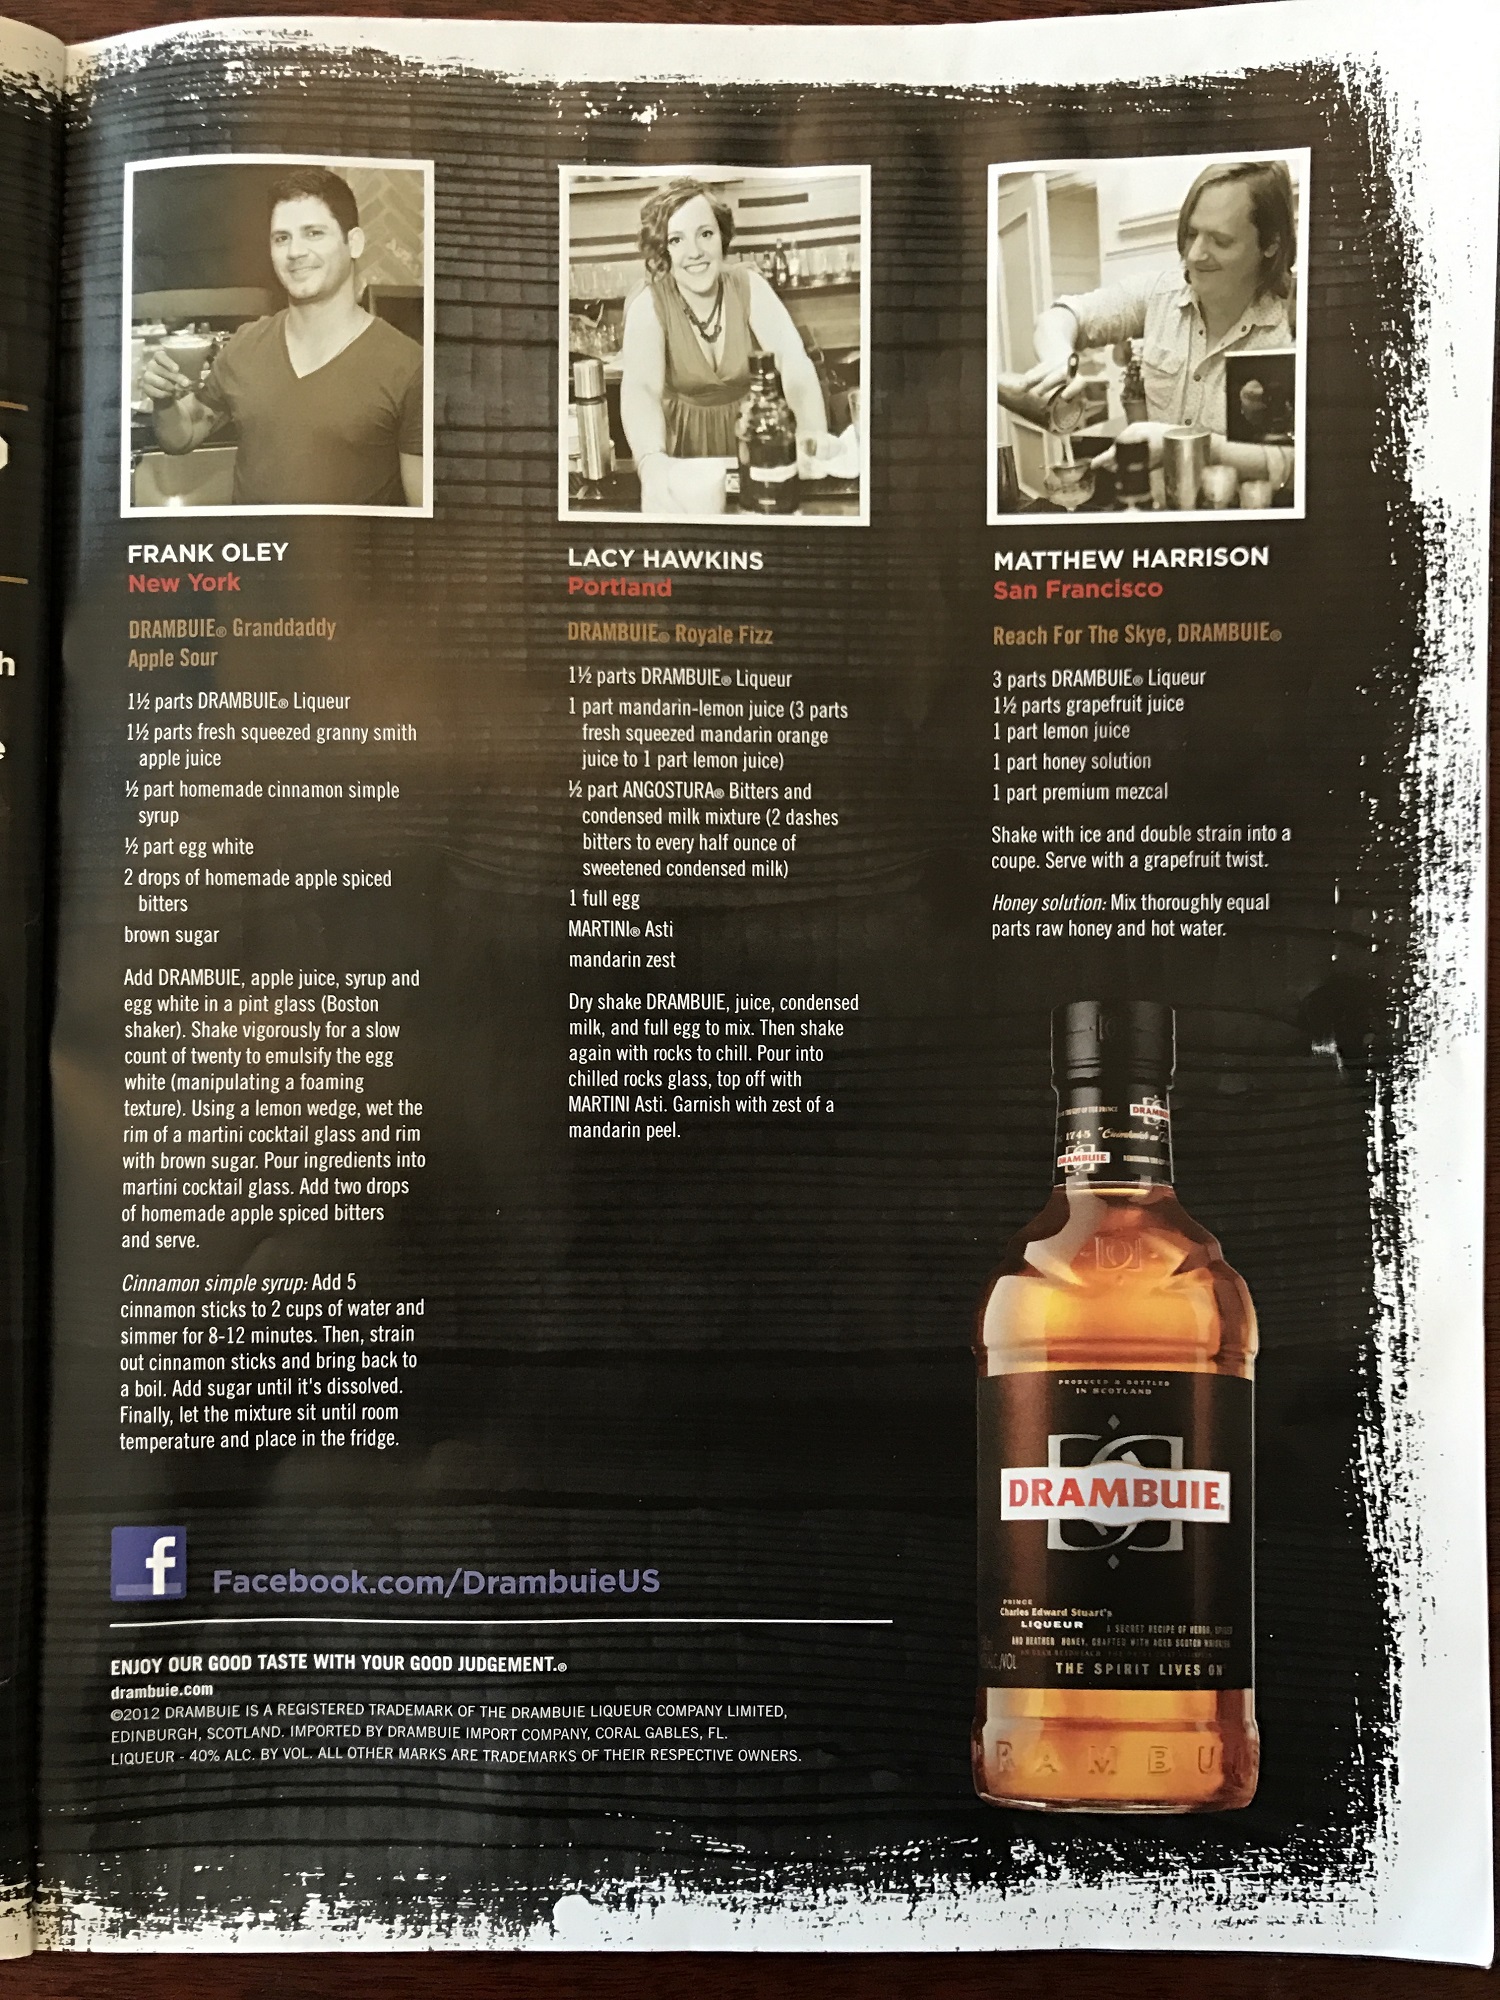 FRANK OLEY
New York
DRAMBUIE® Granddaddy
Apple Sour
1½ parts DRAMBUIE® Liqueur
1½ parts fresh squeezed granny smith
apple juice
½ part homemade cinnamon simple
syrup
½ part egg white
2 drops of homemade apple spiced
bitters
brown sugar
Add DRAMBUIE, apple juice, syrup and
egg white in a pint glass (Boston
shaker). Shake vigorously for a slow
count of twenty to emulsify the egg
white (manipulating a foaming
texture). Using a lemon wedge, wet the
rim of a martini cocktail glass and rim
with brown sugar. Pour ingredients into
martini cocktail glass. Add two drops
of homemade apple spiced bitters
and serve.
Cinnamon simple syrup: Add 5
cinnamon sticks to 2 cups of water and
simmer for 8-12 minutes. Then, strain
out cinnamon sticks and bring back to
a boil. Add sugar until it's dissolved.
Finally, let the mixture sit until room
temperature and place in the fridge.
LACY HAWKINS
Portland
DRAMBUIE® Royale Fizz
1½ parts DRAMBUIE® Liqueur
1 part mandarin-lemon juice (3 parts
fresh squeezed mandarin orange
juice to 1 part lemon juice)
½ part ANGOSTURA® Bitters and
condensed milk mixture (2 dashes
bitters to every half ounce of
sweetened condensed milk)
1 full egg
MARTINI® Asti
mandarin zest
Dry shake DRAMBUIE, juice, condensed
milk, and full egg to mix. Then shake
again with rocks to chill. Pour into
chilled rocks glass, top off with
MARTINI Asti. Garnish with zest of a
mandarin peel.
MATTHEW HARRISON
San Francisco
Reach For The Skye, DRAMBUIE®
3 parts DRAMBUIE® Liqueur
1½ parts grapefruit juice
1 part lemon juice
1 part honey solution
1 part premium mezcal
Shake with ice and double strain into a
coupe. Serve with a grapefruit twist.
Honey solution: Mix thoroughly equal
parts raw honey and hot water.
1745
DRAMBUIE
PRODUCED & BOTTLED
IN SCOTLAND
DRAMBUIE
PRINCE
Charles Edward Stuart's
LIQUEUR
A SECRET RECIPE OF HERBS, SPICES
AND HEATHER HONEY, CRAFTED WITH AGED SCOTCH WHISKIES
THE SPIRIT LIVES ON
DRAMBUIE
f
Facebook.com/DrambuieUS
ENJOY OUR GOOD TASTE WITH YOUR GOOD JUDGEMENT.®
drambuie.com
©2012 DRAMBUIE IS A REGISTERED TRADEMARK OF THE DRAMBUIE LIQUEUR COMPANY LIMITED,
EDINBURGH, SCOTLAND. IMPORTED BY DRAMBUIE IMPORT COMPANY, CORAL GABLES, FL.
LIQUEUR - 40% ALC. BY VOL. ALL OTHER MARKS ARE TRADEMARKS OF THEIR RESPECTIVE OWNERS.